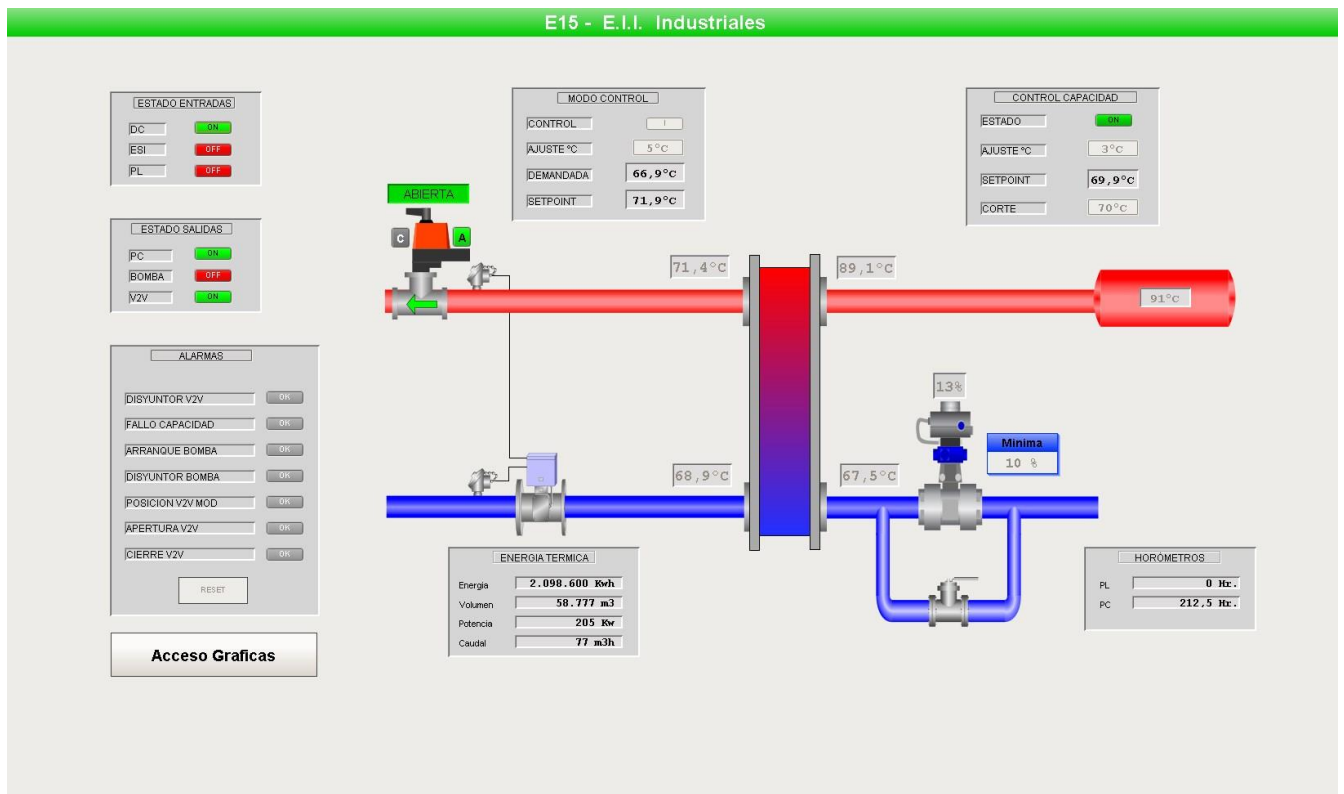 E15 - E.I.I. Industriales
ESTADO ENTRADAS
DC ON
ESI OFF
PL OFF
MODO CONTROL
CONTROL I
AJUSTE ºC 5°C
DEMANDADA 66,9°C
SETPOINT 71,9°C
CONTROL CAPACIDAD
ESTADO ON
AJUSTE ºC 3°C
SETPOINT 69,9°C
CORTE 70°C
ABIERTA
C A
ESTADO SALIDAS
PC ON
BOMBA OFF
V2V ON
71,4°C
89,1°C
91°C
ALARMAS
DISYUNTOR V2V OK
FALLO CAPACIDAD OK
ARRANQUE BOMBA OK
DISYUNTOR BOMBA OK
POSICION V2V MOD OK
APERTURA V2V OK
CIERRE V2V OK
RESET
13%
Minima
10 %
68,9°C
67,5°C
ENERGIA TERMICA
Energia 2.098.600 Kwh
Volumen 58.777 m3
Potencia 205 Kw
Caudal 77 m3h
HORÓMETROS
PL 0 Hr.
PC 212,5 Hr.
Acceso Graficas